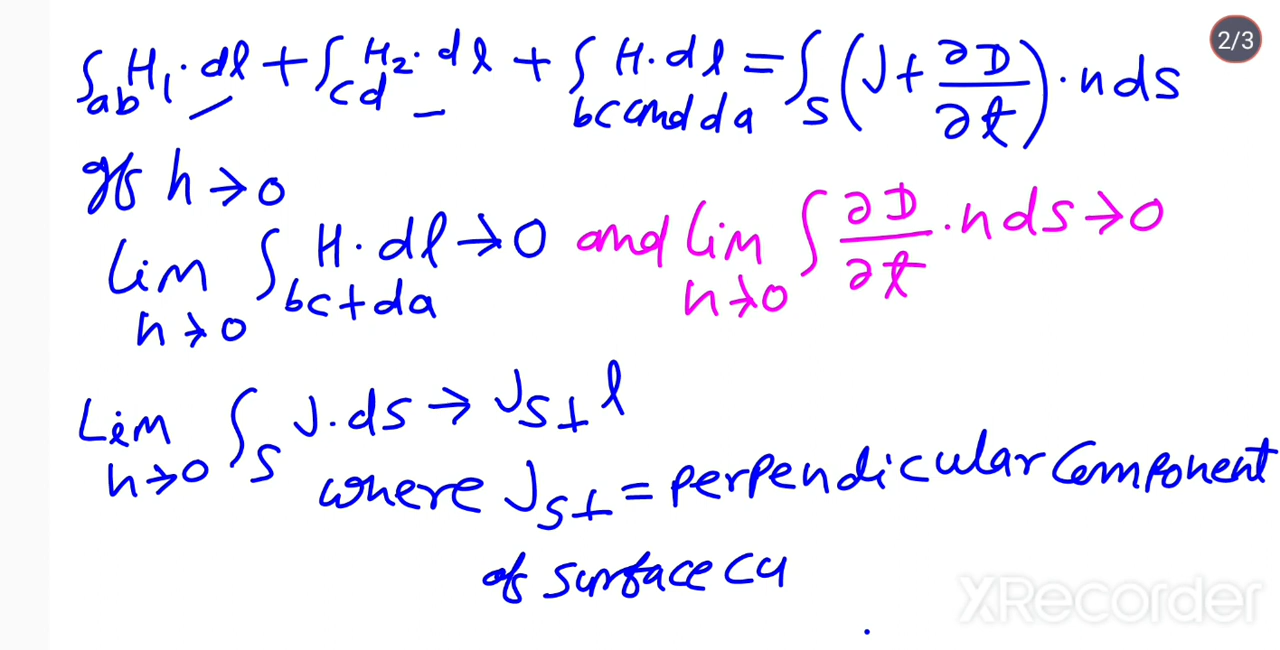 2/3
∫ab H₁·dl + ∫cd H₂·dl + ∫bc and da H·dl = ∫S (J + ∂D/∂t)·n ds
If h→0
Lim h→0 ∫bc+da H·dl → 0 and Lim h→0 ∫ ∂D/∂t ·n ds → 0
Lim h→0 ∫S J·ds → JS⊥ l
where JS⊥ = perpendicular component
of surface cu
XRecorder